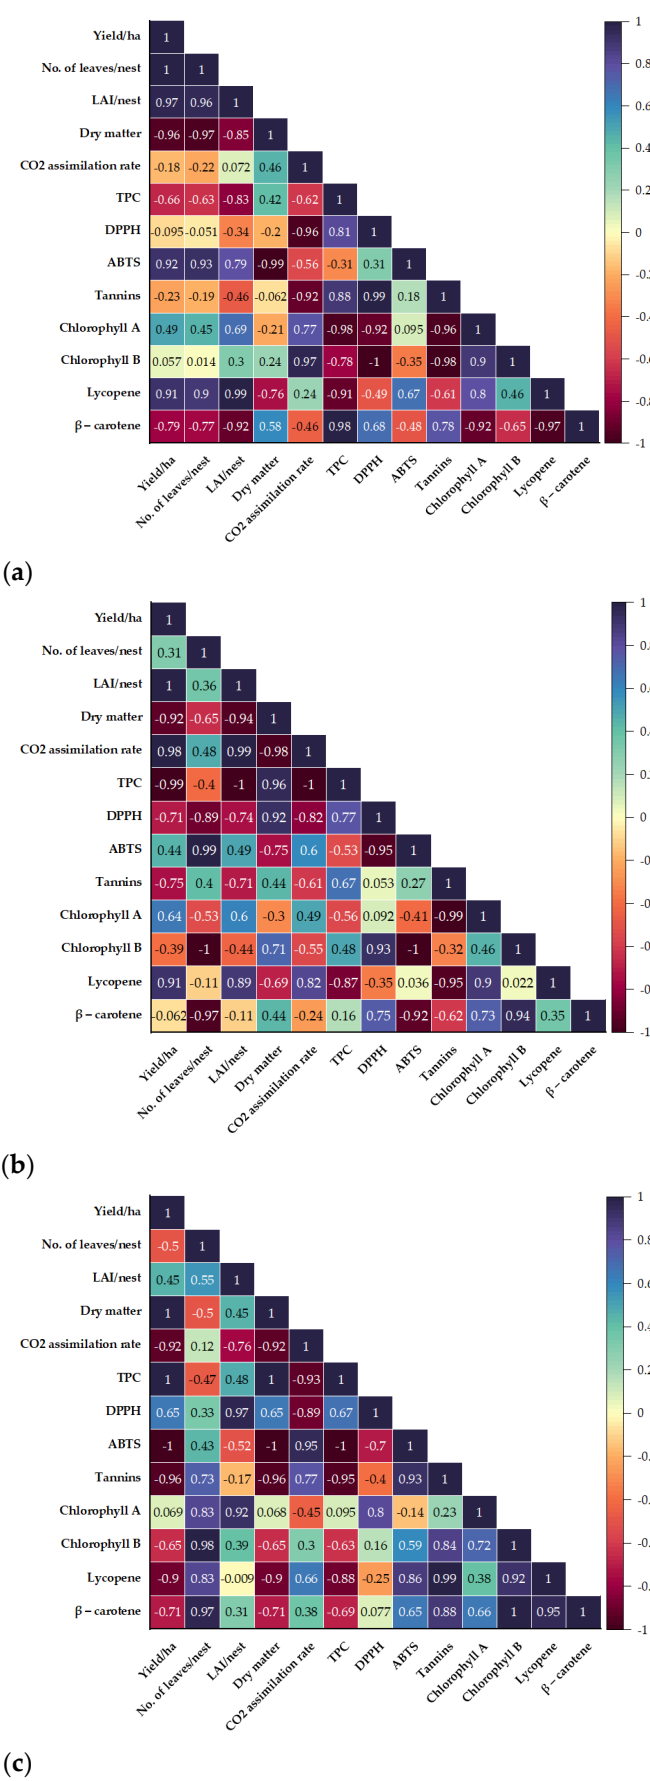 Yield/ha 1
No. of leaves/nest 1 1
LAI/nest 0.97 0.96 1
Dry matter -0.96 -0.97 -0.85 1
CO2 assimilation rate -0.18 -0.22 0.072 0.46 1
TPC -0.66 -0.63 -0.83 0.42 -0.62 1
DPPH -0.095 -0.051 -0.34 -0.2 -0.96 0.81 1
ABTS 0.92 0.93 0.79 -0.99 -0.56 -0.31 0.31 1
Tannins -0.23 -0.19 -0.46 -0.062 -0.92 0.88 0.99 0.18 1
Chlorophyll A 0.49 0.45 0.69 -0.21 0.77 -0.98 -0.92 0.095 -0.96 1
Chlorophyll B 0.057 0.014 0.3 0.24 0.97 -0.78 -1 -0.35 -0.98 0.9 1
Lycopene 0.91 0.9 0.99 -0.76 0.24 -0.91 -0.49 0.67 -0.61 0.8 0.46 1
β – carotene -0.79 -0.77 -0.92 0.58 -0.46 0.98 0.68 -0.48 0.78 -0.92 -0.65 -0.97 1
Yield/ha
No. of leaves/nest
LAI/nest
Dry matter
CO2 assimilation rate
TPC
DPPH
ABTS
Tannins
Chlorophyll A
Chlorophyll B
Lycopene
β – carotene
1
0.8
0.6
0.4
0.2
0
-0.2
-0.4
-0.6
-0.8
-1
(a)
Yield/ha 1
No. of leaves/nest 0.31 1
LAI/nest 1 0.36 1
Dry matter -0.92 -0.65 -0.94 1
CO2 assimilation rate 0.98 0.48 0.99 -0.98 1
TPC -0.99 -0.4 -1 0.96 -1 1
DPPH -0.71 -0.89 -0.74 0.92 -0.82 0.77 1
ABTS 0.44 0.99 0.49 -0.75 0.6 -0.53 -0.95 1
Tannins -0.75 0.4 -0.71 0.44 -0.61 0.67 0.053 0.27 1
Chlorophyll A 0.64 -0.53 0.6 -0.3 0.49 -0.56 0.092 -0.41 -0.99 1
Chlorophyll B -0.39 -1 -0.44 0.71 -0.55 0.48 0.93 -1 -0.32 0.46 1
Lycopene 0.91 -0.11 0.89 -0.69 0.82 -0.87 -0.35 0.036 -0.95 0.9 0.022 1
β – carotene -0.062 -0.97 -0.11 0.44 -0.24 0.16 0.75 -0.92 -0.62 0.73 0.94 0.35 1
Yield/ha
No. of leaves/nest
LAI/nest
Dry matter
CO2 assimilation rate
TPC
DPPH
ABTS
Tannins
Chlorophyll A
Chlorophyll B
Lycopene
β – carotene
1
0.
0.
0.
0.
0
-0.
-0.
-0.
-0.
-1
(b)
Yield/ha 1
No. of leaves/nest -0.5 1
LAI/nest 0.45 0.55 1
Dry matter 1 -0.5 0.45 1
CO2 assimilation rate -0.92 0.12 -0.76 -0.92 1
TPC 1 -0.47 0.48 1 -0.93 1
DPPH 0.65 0.33 0.97 0.65 -0.89 0.67 1
ABTS -1 0.43 -0.52 -1 0.95 -1 -0.7 1
Tannins -0.96 0.73 -0.17 -0.96 0.77 -0.95 -0.4 0.93 1
Chlorophyll A 0.069 0.83 0.92 0.068 -0.45 0.095 0.8 -0.14 0.23 1
Chlorophyll B -0.65 0.98 0.39 -0.65 0.3 -0.63 0.16 0.59 0.84 0.72 1
Lycopene -0.9 0.83 -0.009 -0.9 0.66 -0.88 -0.25 0.86 0.99 0.38 0.92 1
β – carotene -0.71 0.97 0.31 -0.71 0.38 -0.69 0.077 0.65 0.88 0.66 1 0.95 1
Yield/ha
No. of leaves/nest
LAI/nest
Dry matter
CO2 assimilation rate
TPC
DPPH
ABTS
Tannins
Chlorophyll A
Chlorophyll B
Lycopene
β – carotene
1
0.8
0.6
0.4
0.2
0
-0.
-0.
-0.
-0.
-1
(c)